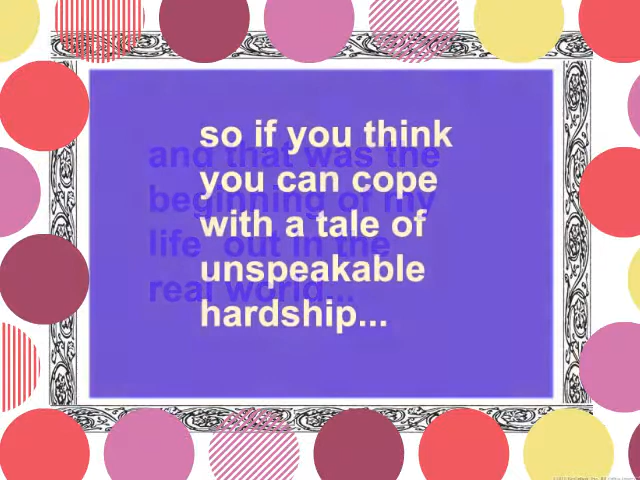 so if you think
you can cope
with a tale of
unspeakable
hardship...
and that was the
beginning of my
life out in the
real world...